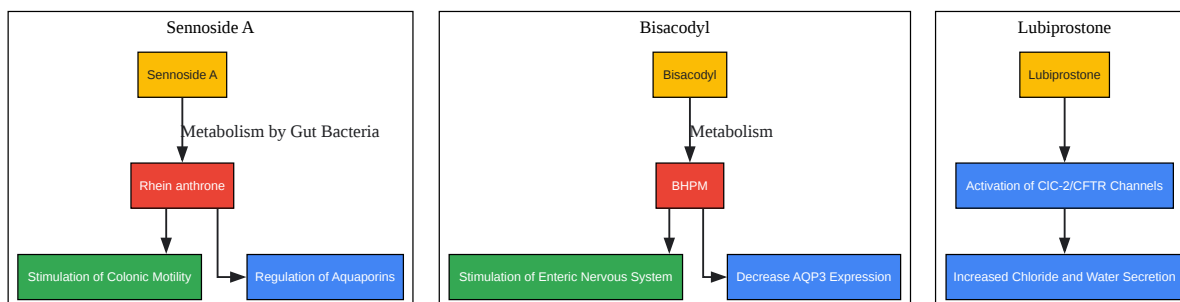 Sennoside A
Sennoside A
Metabolism by Gut Bacteria
Rhein anthrone
Stimulation of Colonic Motility
Regulation of Aquaporins
Bisacodyl
Bisacodyl
Metabolism
BHPM
Stimulation of Enteric Nervous System
Decrease AQP3 Expression
Lubiprostone
Lubiprostone
Activation of ClC-2/CFTR Channels
Increased Chloride and Water Secretion